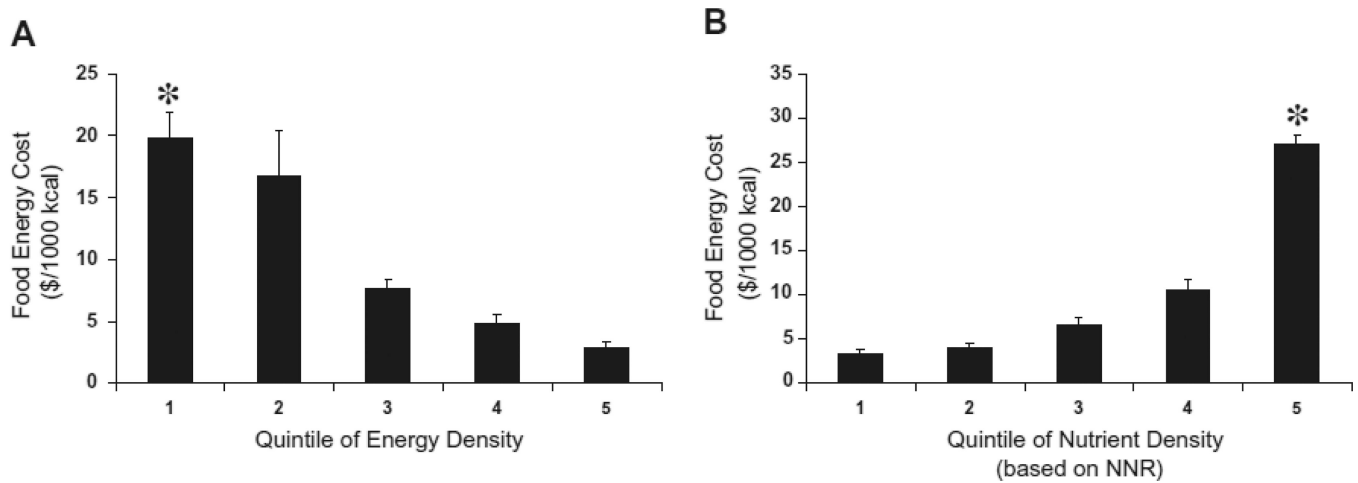 A
Food Energy Cost
($/1000 kcal)
25
20
15
10
5
0
*
1 2 3 4 5
Quintile of Energy Density
B
Food Energy Cost
($/1000 kcal)
35
30
25
20
15
10
5
0
*
1 2 3 4 5
Quintile of Nutrient Density
(based on NNR)